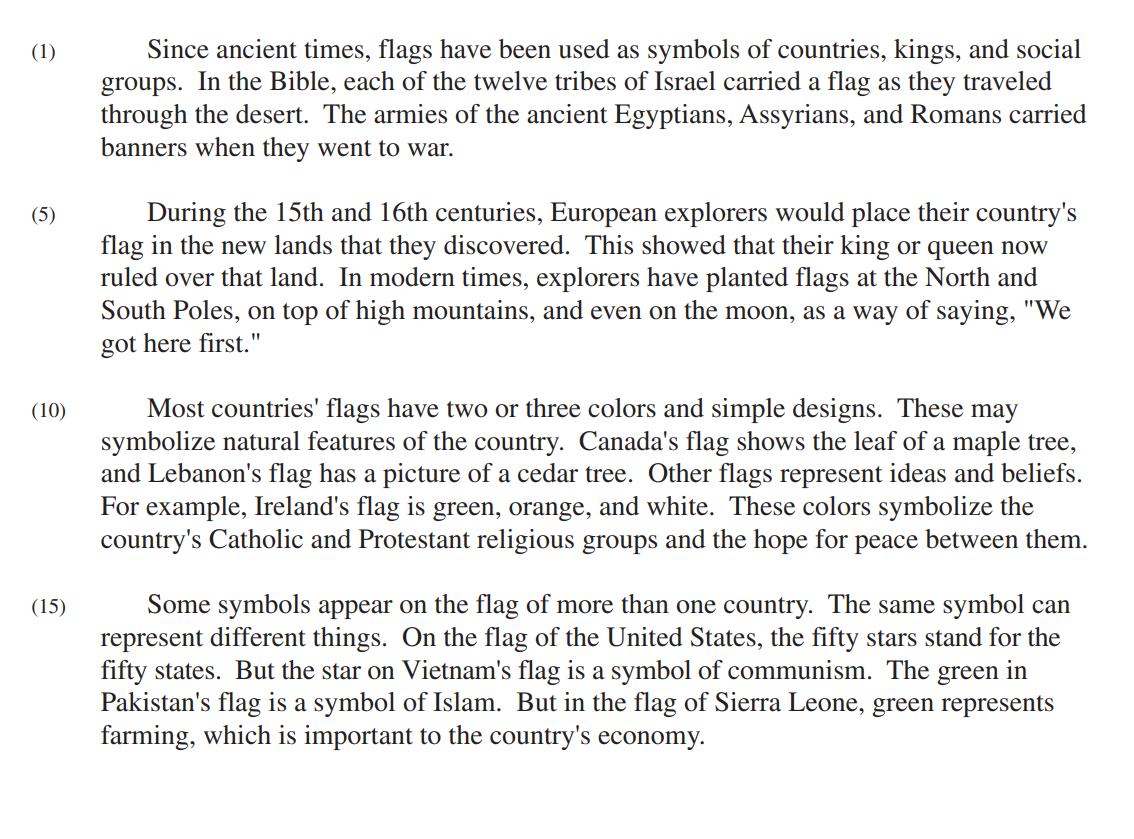 (1) Since ancient times, flags have been used as symbols of countries, kings, and social
groups.  In the Bible, each of the twelve tribes of Israel carried a flag as they traveled
through the desert.  The armies of the ancient Egyptians, Assyrians, and Romans carried
banners when they went to war.
(5) During the 15th and 16th centuries, European explorers would place their country's
flag in the new lands that they discovered.  This showed that their king or queen now
ruled over that land.  In modern times, explorers have planted flags at the North and
South Poles, on top of high mountains, and even on the moon, as a way of saying, "We
got here first."
(10) Most countries' flags have two or three colors and simple designs.  These may
symbolize natural features of the country.  Canada's flag shows the leaf of a maple tree,
and Lebanon's flag has a picture of a cedar tree.  Other flags represent ideas and beliefs.
For example, Ireland's flag is green, orange, and white.  These colors symbolize the
country's Catholic and Protestant religious groups and the hope for peace between them.
(15) Some symbols appear on the flag of more than one country.  The same symbol can
represent different things.  On the flag of the United States, the fifty stars stand for the
fifty states.  But the star on Vietnam's flag is a symbol of communism.  The green in
Pakistan's flag is a symbol of Islam.  But in the flag of Sierra Leone, green represents
farming, which is important to the country's economy.